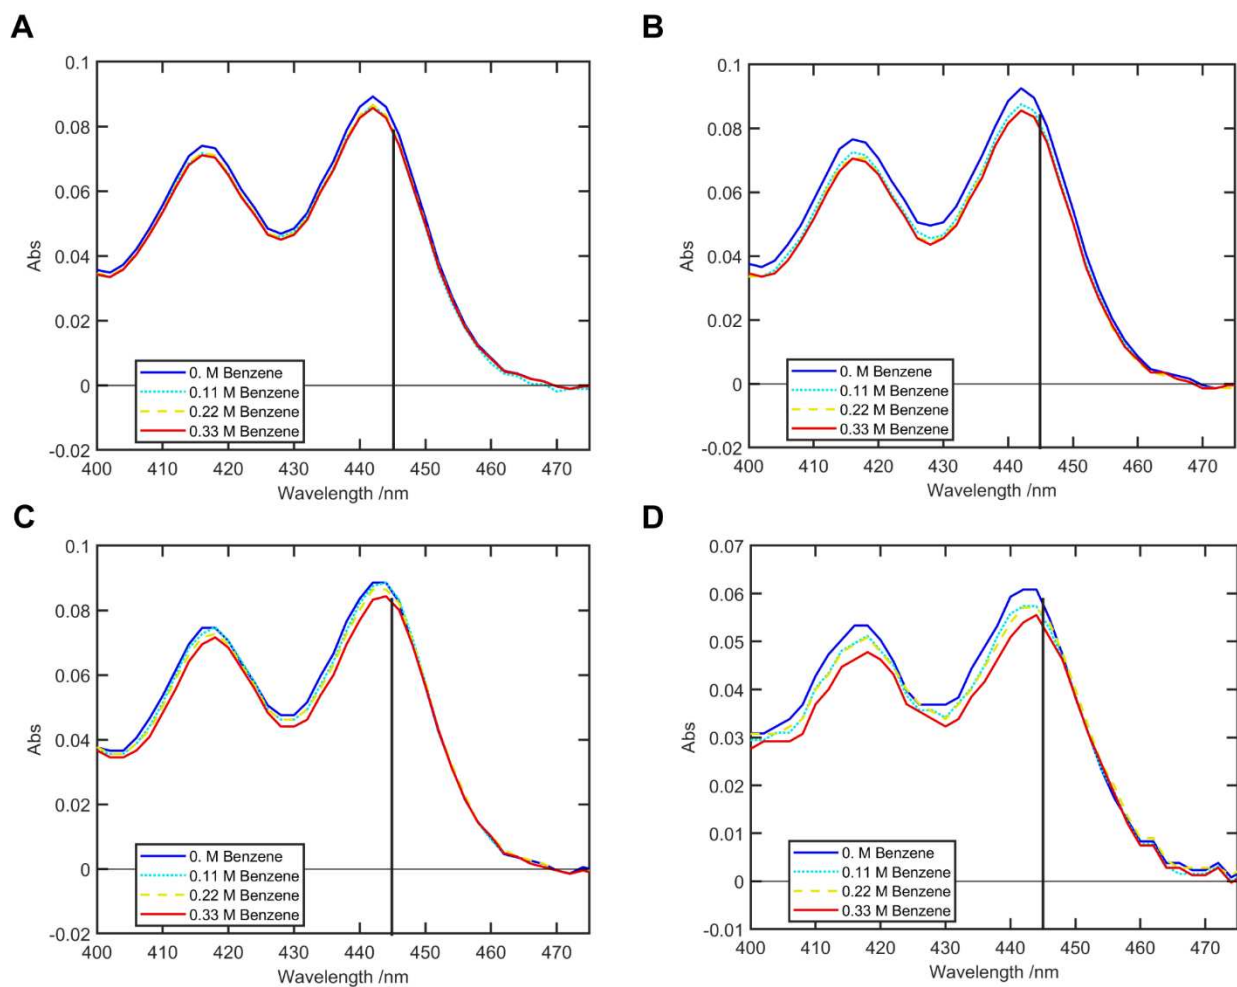 A
0.1
0.08
0.06
0.04
0.02
0
-0.02
Abs
0. M Benzene
0.11 M Benzene
0.22 M Benzene
0.33 M Benzene
400 410 420 430 440 450 460 470
Wavelength /nm
B
0.1
0.08
0.06
0.04
0.02
0
-0.02
Abs
0. M Benzene
0.11 M Benzene
0.22 M Benzene
0.33 M Benzene
400 410 420 430 440 450 460 470
Wavelength /nm
C
0.1
0.08
0.06
0.04
0.02
0
-0.02
Abs
0. M Benzene
0.11 M Benzene
0.22 M Benzene
0.33 M Benzene
400 410 420 430 440 450 460 470
Wavelength /nm
D
0.07
0.06
0.05
0.04
0.03
0.02
0.01
0
-0.01
Abs
0. M Benzene
0.11 M Benzene
0.22 M Benzene
0.33 M Benzene
400 410 420 430 440 450 460 470
Wavelength /nm